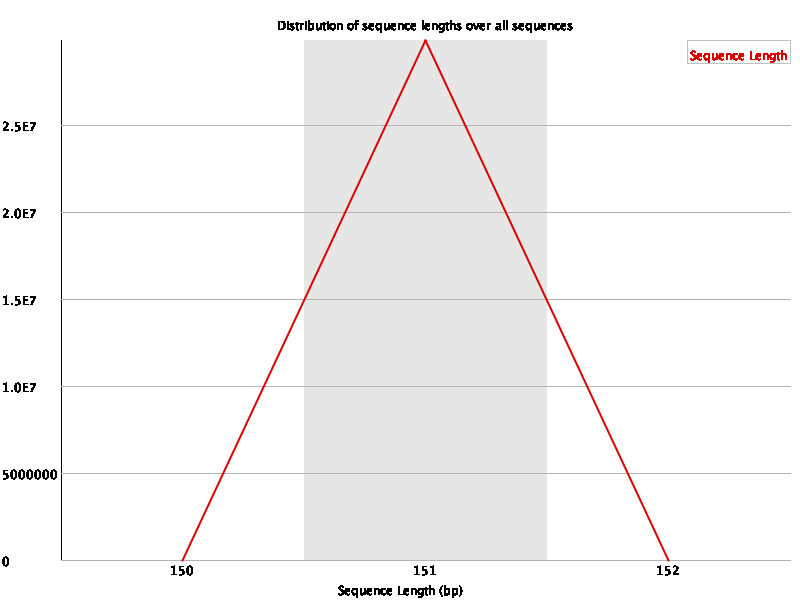 Distribution of sequence lengths over all sequences
Sequence Length
2.5E7
2.0E7
1.5E7
1.0E7
5000000
0
150 151 152
Sequence Length (bp)